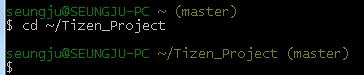 seungju@SEUNGJU-PC ~ (master)
$ cd ~/Tizen_Project
seungju@SEUNGJU-PC ~/Tizen_Project (master)
$